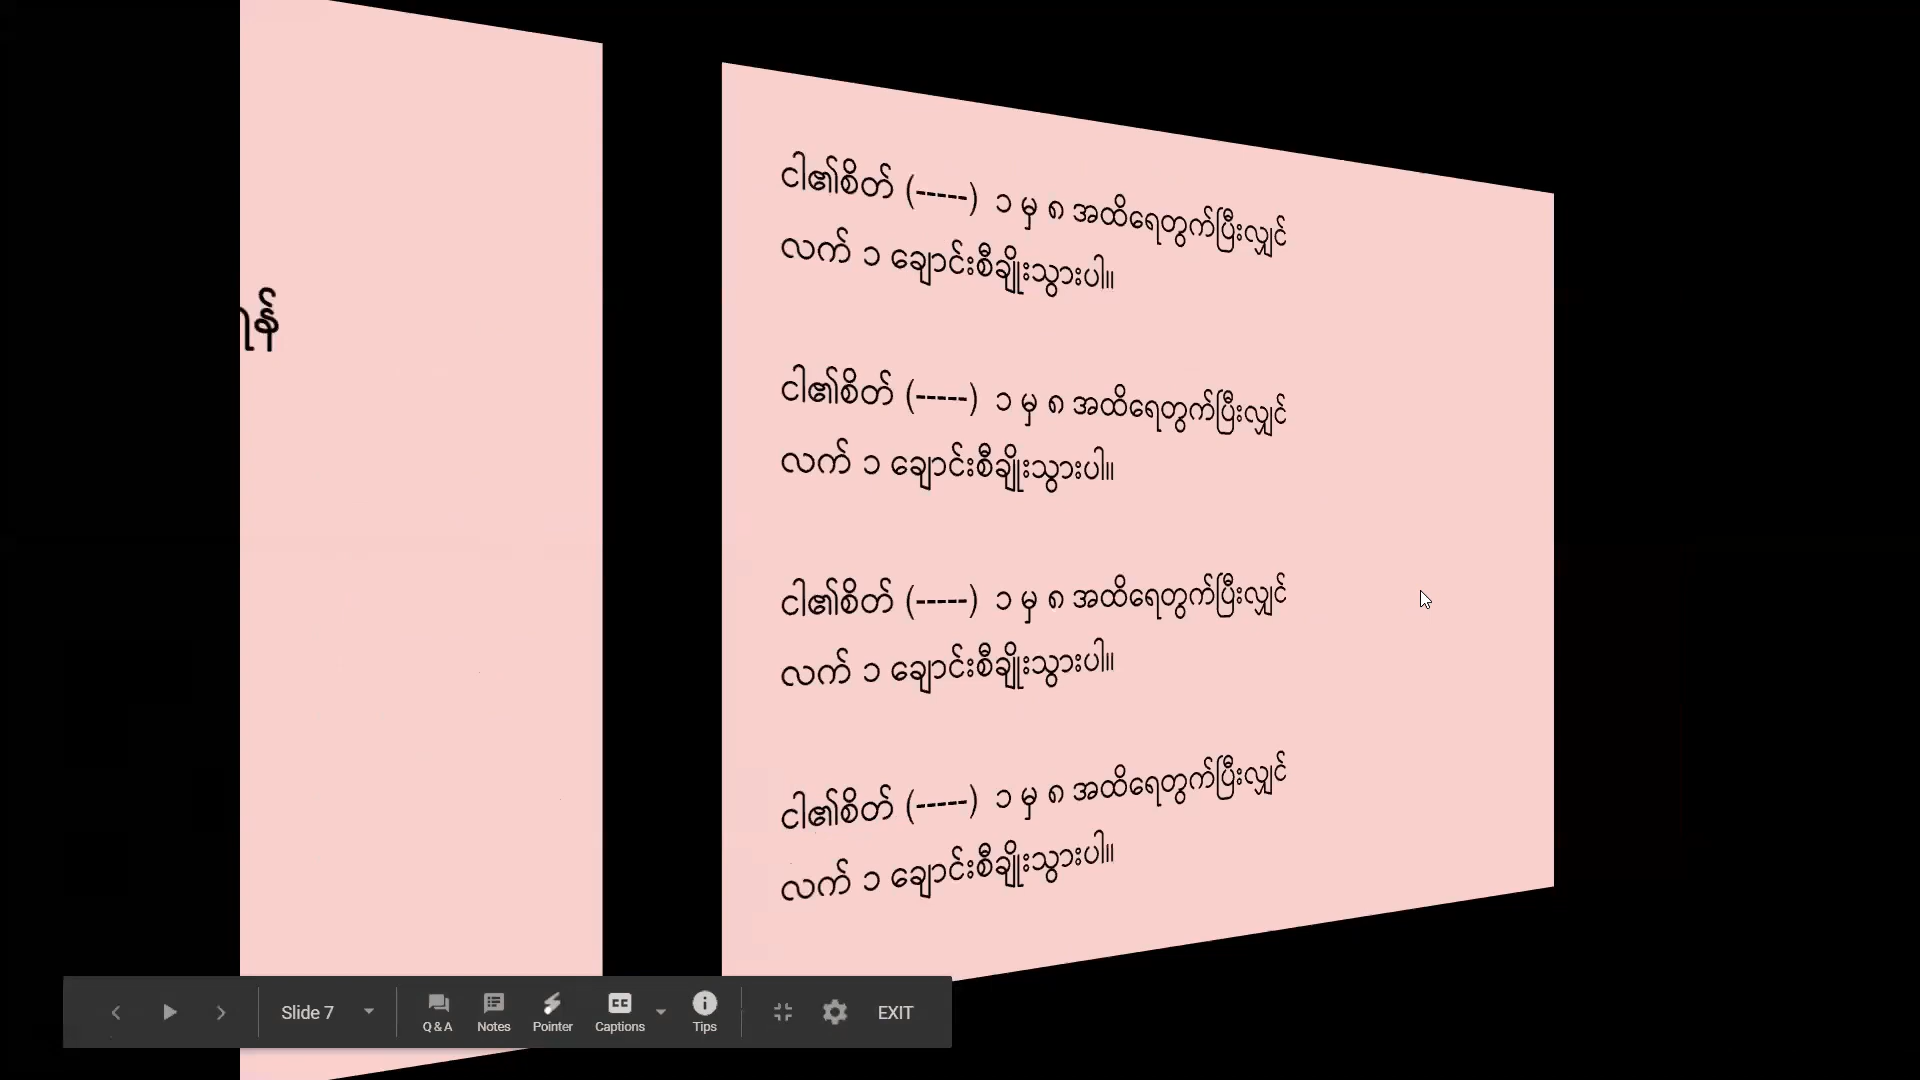 ရန်
ငါ၏စိတ် (-----) ၁ မှ ၈ အထိရေတွက်ပြီးလျှင်
လက် ၁ ချောင်းစီချိုးသွားပါ။
ငါ၏စိတ် (-----) ၁ မှ ၈ အထိရေတွက်ပြီးလျှင်
လက် ၁ ချောင်းစီချိုးသွားပါ။
ငါ၏စိတ် (-----) ၁ မှ ၈ အထိရေတွက်ပြီးလျှင်
လက် ၁ ချောင်းစီချိုးသွားပါ။
ငါ၏စိတ် (-----) ၁ မှ ၈ အထိရေတွက်ပြီးလျှင်
လက် ၁ ချောင်းစီချိုးသွားပါ။
Slide 7
Q & A
Notes
Pointer
CC
Captions
Tips
EXIT